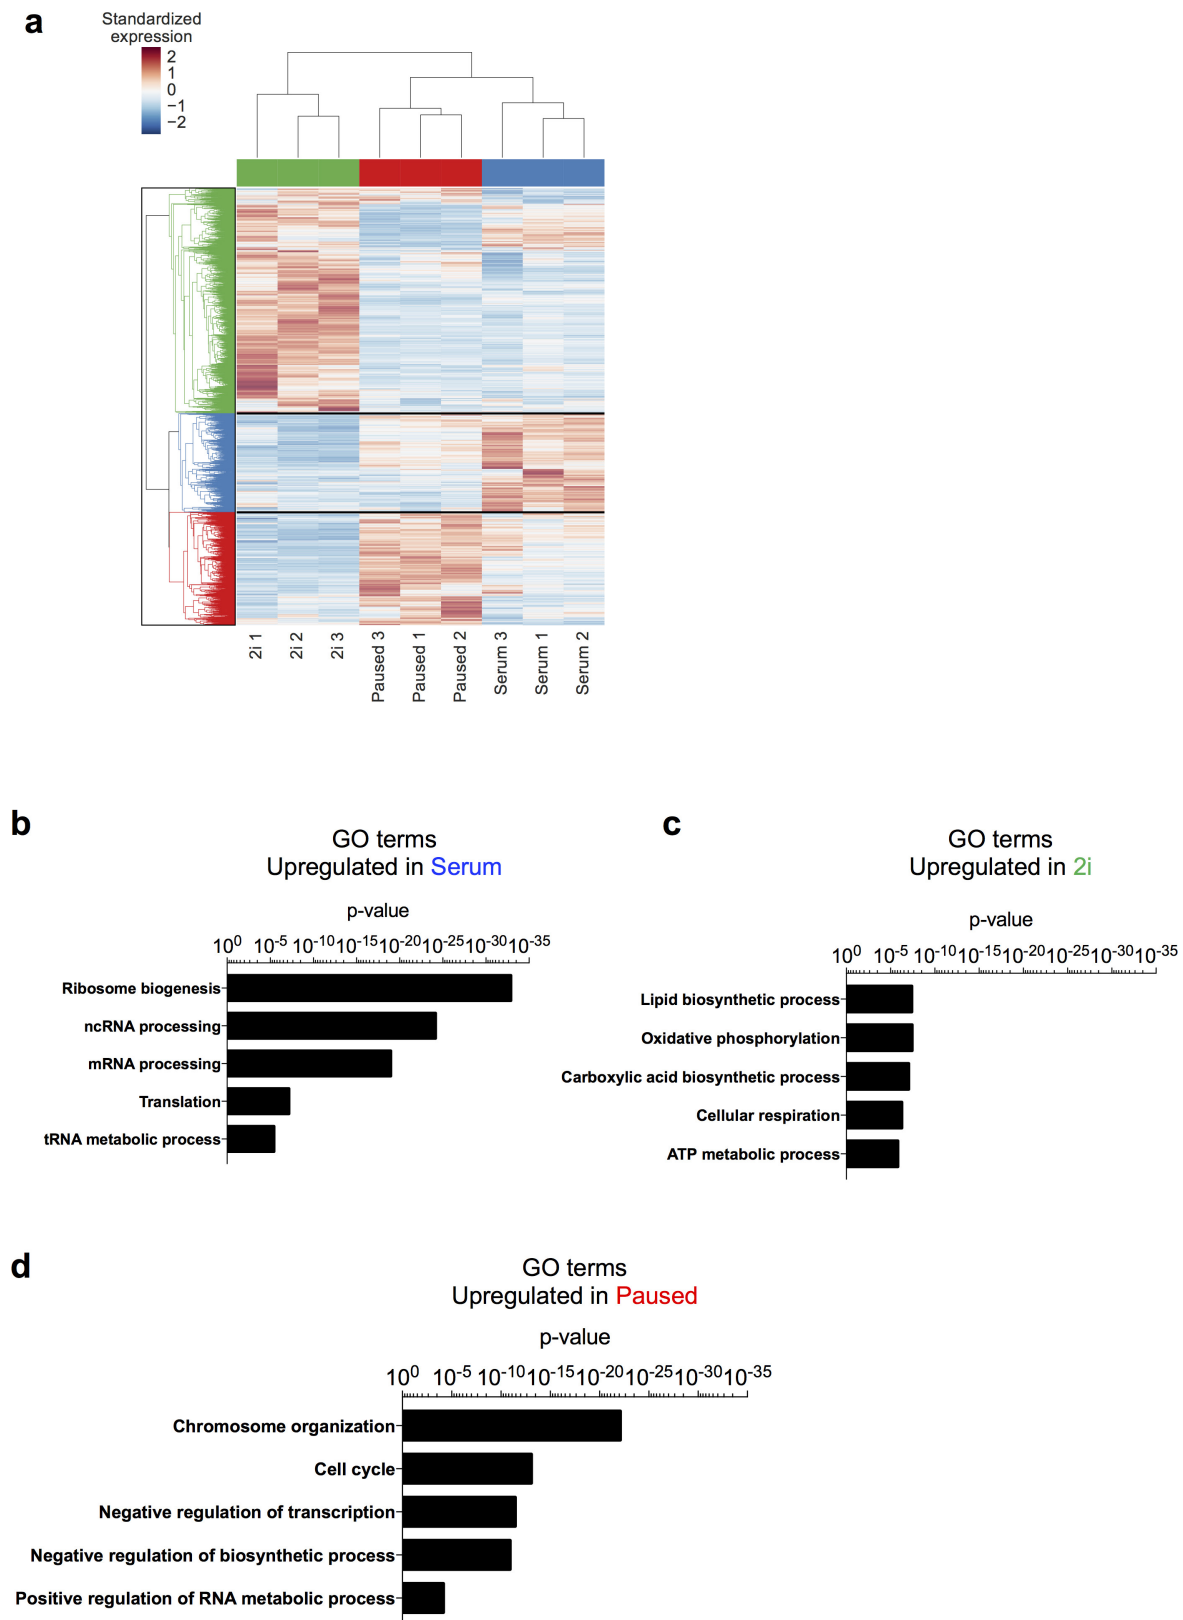 a
Standardized
expression
2
1
0
−1
−2
2i 1
2i 2
2i 3
Paused 3
Paused 1
Paused 2
Serum 3
Serum 1
Serum 2
b
GO terms
Upregulated in Serum
p-value
10^0 10^-5 10^-10 10^-15 10^-20 10^-25 10^-30 10^-35
Ribosome biogenesis
ncRNA processing
mRNA processing
Translation
tRNA metabolic process
c
GO terms
Upregulated in 2i
p-value
10^0 10^-5 10^-10 10^-15 10^-20 10^-25 10^-30 10^-35
Lipid biosynthetic process
Oxidative phosphorylation
Carboxylic acid biosynthetic process
Cellular respiration
ATP metabolic process
d
GO terms
Upregulated in Paused
p-value
10^0 10^-5 10^-10 10^-15 10^-20 10^-25 10^-30 10^-35
Chromosome organization
Cell cycle
Negative regulation of transcription
Negative regulation of biosynthetic process
Positive regulation of RNA metabolic process